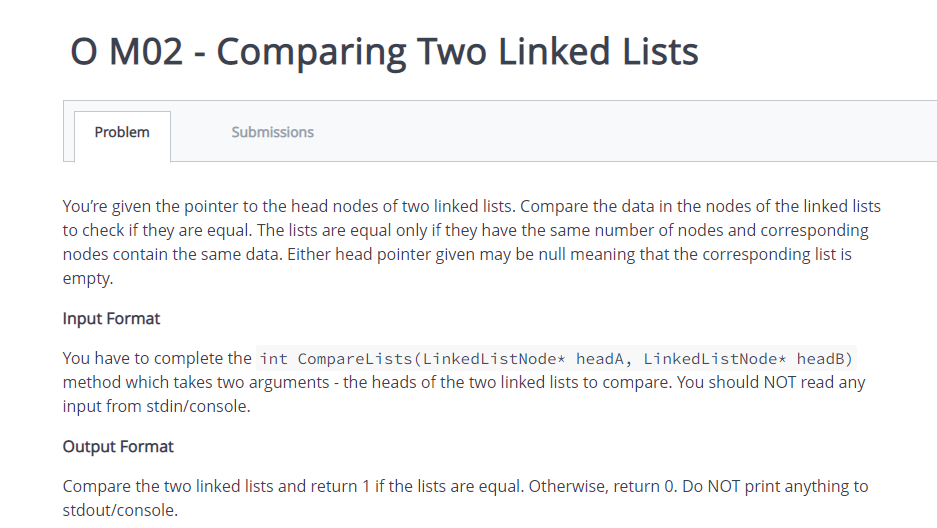 O M02 - Comparing Two Linked Lists
Problem
Submissions
You’re given the pointer to the head nodes of two linked lists. Compare the data in the nodes of the linked lists
to check if they are equal. The lists are equal only if they have the same number of nodes and corresponding
nodes contain the same data. Either head pointer given may be null meaning that the corresponding list is
empty.
Input Format
You have to complete the int CompareLists(LinkedListNode* headA, LinkedListNode* headB)
method which takes two arguments - the heads of the two linked lists to compare. You should NOT read any
input from stdin/console.
Output Format
Compare the two linked lists and return 1 if the lists are equal. Otherwise, return 0. Do NOT print anything to
stdout/console.